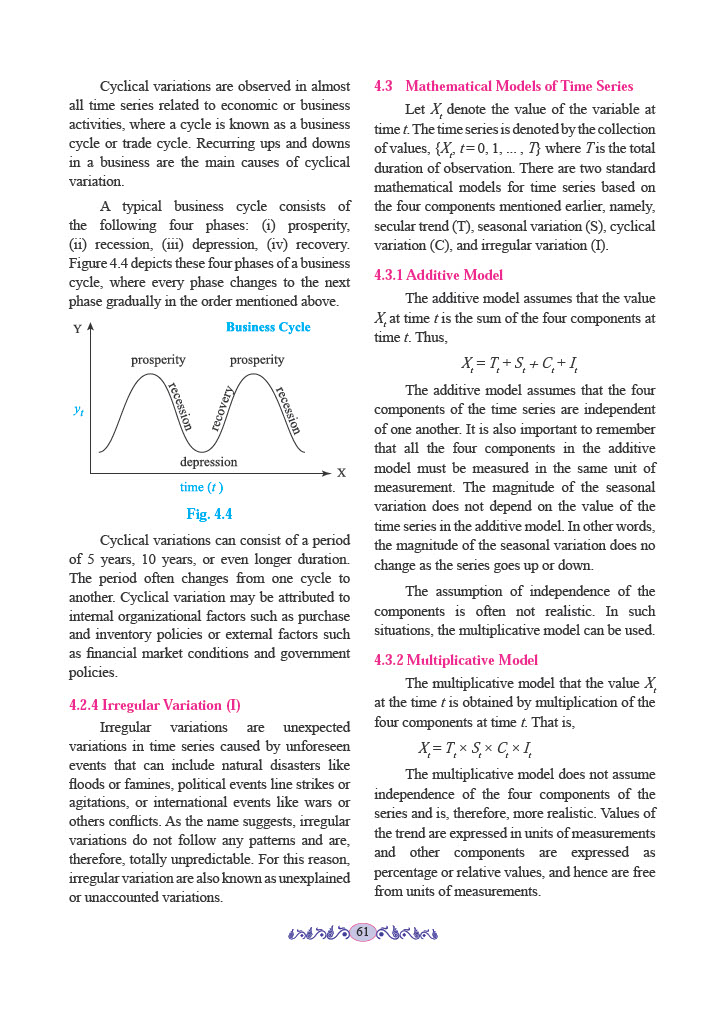 Cyclical variations are observed in almost
all time series related to economic or business
activities, where a cycle is known as a business
cycle or trade cycle. Recurring ups and downs
in a business are the main causes of cyclical
variation.
A typical business cycle consists of
the following four phases: (i) prosperity,
(ii) recession, (iii) depression, (iv) recovery.
Figure 4.4 depicts these four phases of a business
cycle, where every phase changes to the next
phase gradually in the order mentioned above.
Y
Business Cycle
prosperity prosperity
recession
recovery
recession
yt
depression
X
time (t )
Fig. 4.4
Cyclical variations can consist of a period
of 5 years, 10 years, or even longer duration.
The period often changes from one cycle to
another. Cyclical variation may be attributed to
internal organizational factors such as purchase
and inventory policies or external factors such
as financial market conditions and government
policies.
4.2.4 Irregular Variation (I)
Irregular variations are unexpected
variations in time series caused by unforeseen
events that can include natural disasters like
floods or famines, political events line strikes or
agitations, or international events like wars or
others conflicts. As the name suggests, irregular
variations do not follow any patterns and are,
therefore, totally unpredictable. For this reason,
irregular variation are also known as unexplained
or unaccounted variations.
4.3 Mathematical Models of Time Series
Let Xt denote the value of the variable at
time t. The time series is denoted by the collection
of values, {Xt, t = 0, 1, ... , T} where T is the total
duration of observation. There are two standard
mathematical models for time series based on
the four components mentioned earlier, namely,
secular trend (T), seasonal variation (S), cyclical
variation (C), and irregular variation (I).
4.3.1 Additive Model
The additive model assumes that the value
Xt at time t is the sum of the four components at
time t. Thus,
Xt = Tt + St + Ct + It
The additive model assumes that the four
components of the time series are independent
of one another. It is also important to remember
that all the four components in the additive
model must be measured in the same unit of
measurement. The magnitude of the seasonal
variation does not depend on the value of the
time series in the additive model. In other words,
the magnitude of the seasonal variation does no
change as the series goes up or down.
The assumption of independence of the
components is often not realistic. In such
situations, the multiplicative model can be used.
4.3.2 Multiplicative Model
The multiplicative model that the value Xt
at the time t is obtained by multiplication of the
four components at time t. That is,
Xt = Tt × St × Ct × It
The multiplicative model does not assume
independence of the four components of the
series and is, therefore, more realistic. Values of
the trend are expressed in units of measurements
and other components are expressed as
percentage or relative values, and hence are free
from units of measurements.
61